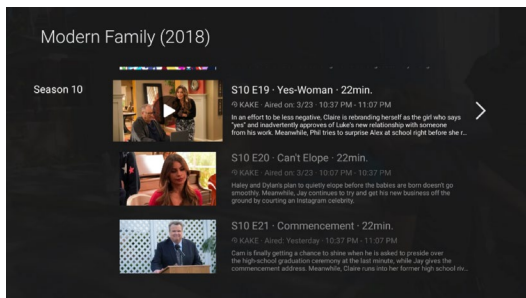 Modern Family (2018)
Season 10
S10 E19 · Yes-Woman · 22min.
KAKE · Aired on: 3/23 · 10:37 PM - 11:07 PM
In an effort to be less negative, Claire is rebranding herself as the girl who says
"yes" and inadvertently approves of Luke's new relationship with someone
from his work. Meanwhile, Phil tries to surprise Alex at school right before she r...
S10 E20 · Can't Elope · 22min.
KAKE · Aired on: 3/23 · 10:07 PM - 10:37 PM
Haley and Dylan's plan to quietly elope before the babies are born doesn't go
smoothly. Meanwhile, Jay continues to try and get his new business off the
ground by courting an Instagram celebrity.
S10 E21 · Commencement · 22min.
KAKE · Aired: Yesterday · 10:37 PM - 11:07 PM
Cam is finally getting a chance to shine when he is asked to preside over
the high-school graduation ceremony at the last minute, while Jay gives the
commencement address. Meanwhile, Claire runs into her former high school riv...